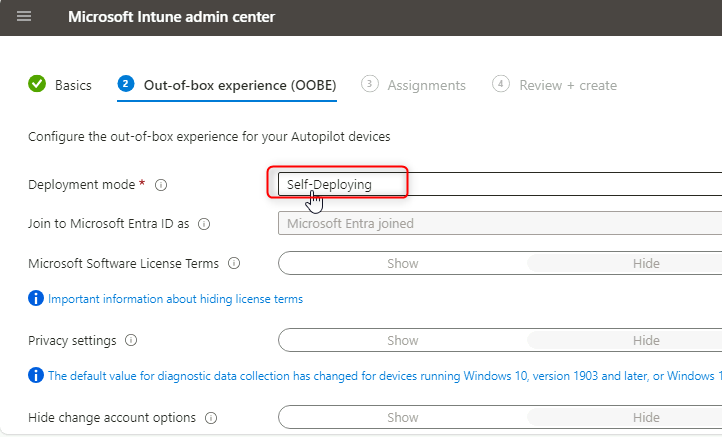 Microsoft Intune admin center
Basics 2 Out-of-box experience (OOBE) 3 Assignments 4 Review + create
Configure the out-of-box experience for your Autopilot devices
Deployment mode * Self-Deploying
Join to Microsoft Entra ID as Microsoft Entra joined
Microsoft Software License Terms Show Hide
Important information about hiding license terms
Privacy settings Show Hide
The default value for diagnostic data collection has changed for devices running Windows 10, version 1903 and later, or Windows 1
Hide change account options Show Hide